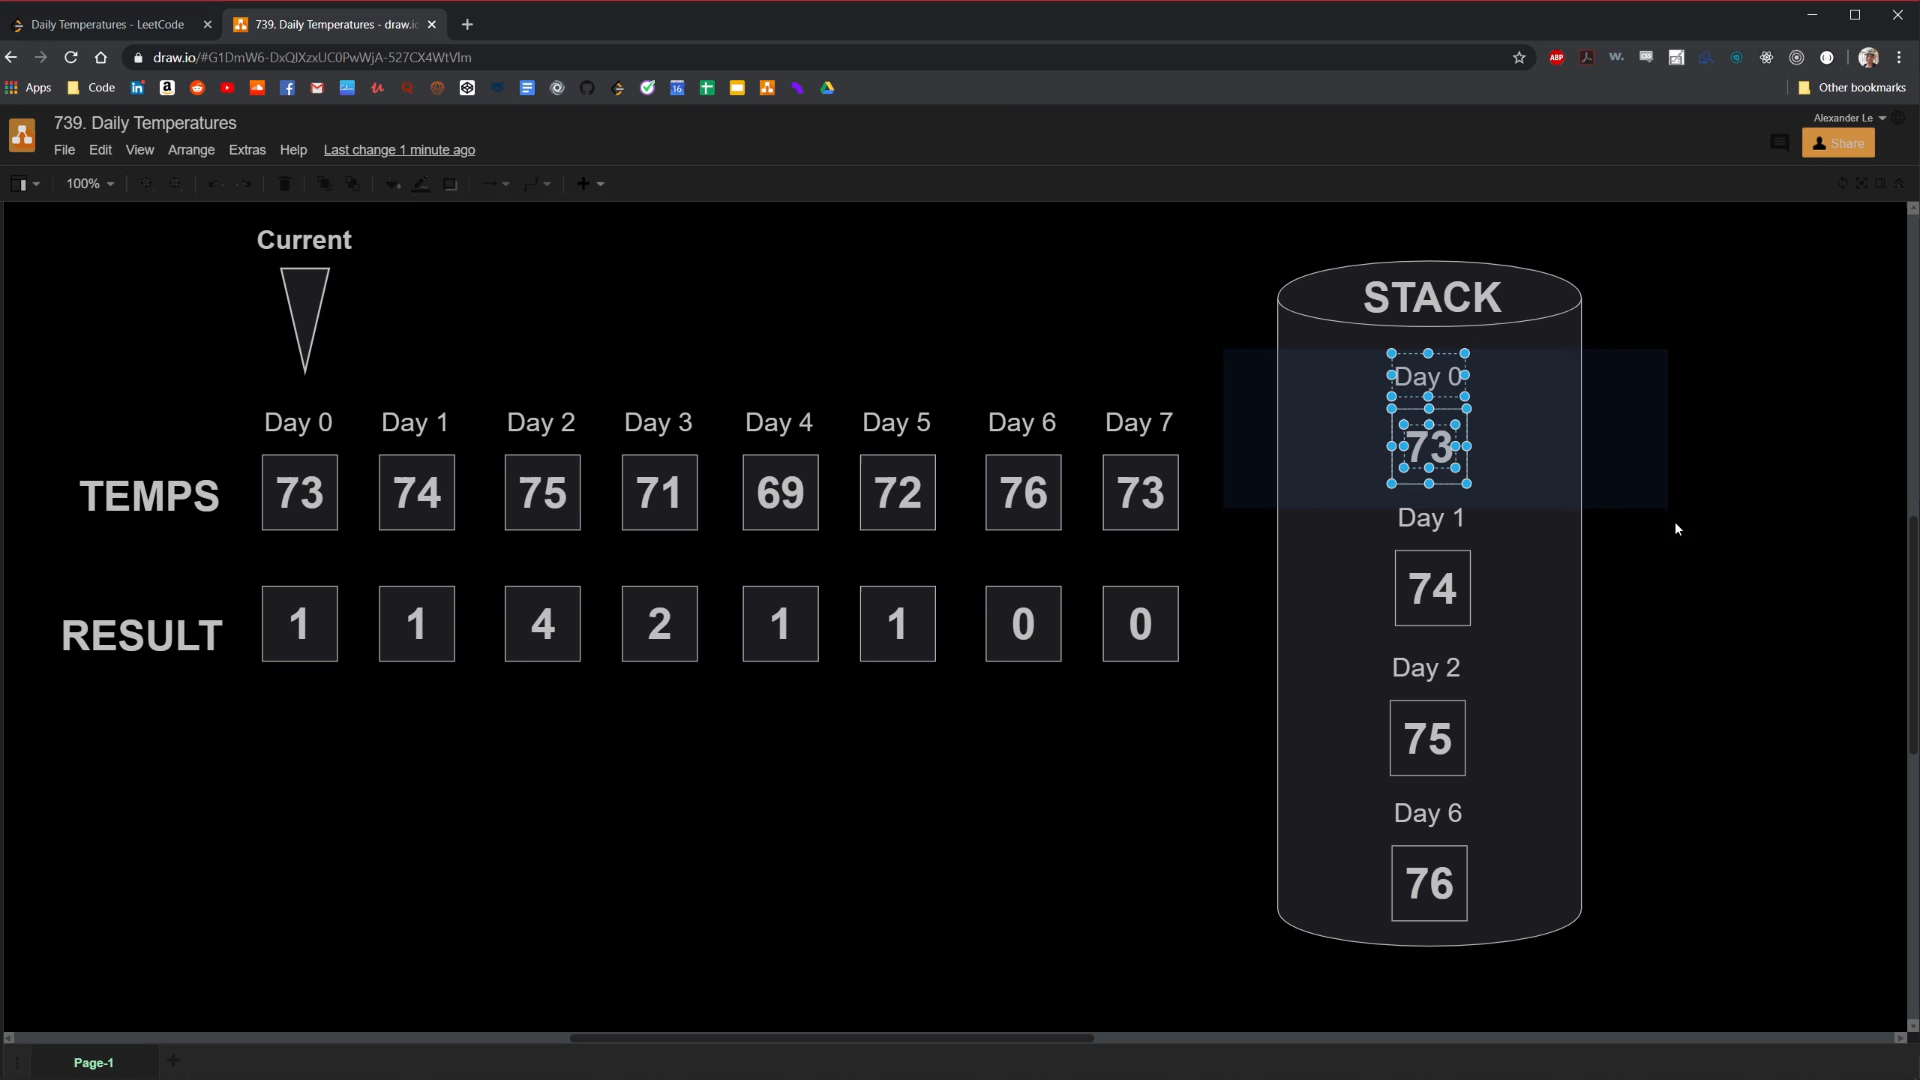 Daily Temperatures - LeetCode
739. Daily Temperatures - draw.i
draw.io/#G1DmW6-DxQIXzxUC0PwWjA-527CX4WtVlm
ABP
Apps
Code
Other bookmarks
739. Daily Temperatures
Alexander Le
File Edit View Arrange Extras Help Last change 1 minute ago
Share
100%
Current
STACK
Day 0
73
Day 0 Day 1 Day 2 Day 3 Day 4 Day 5 Day 6 Day 7
TEMPS 73 74 75 71 69 72 76 73
Day 1
74
RESULT 1 1 4 2 1 1 0 0
Day 2
75
Day 6
76
Page-1